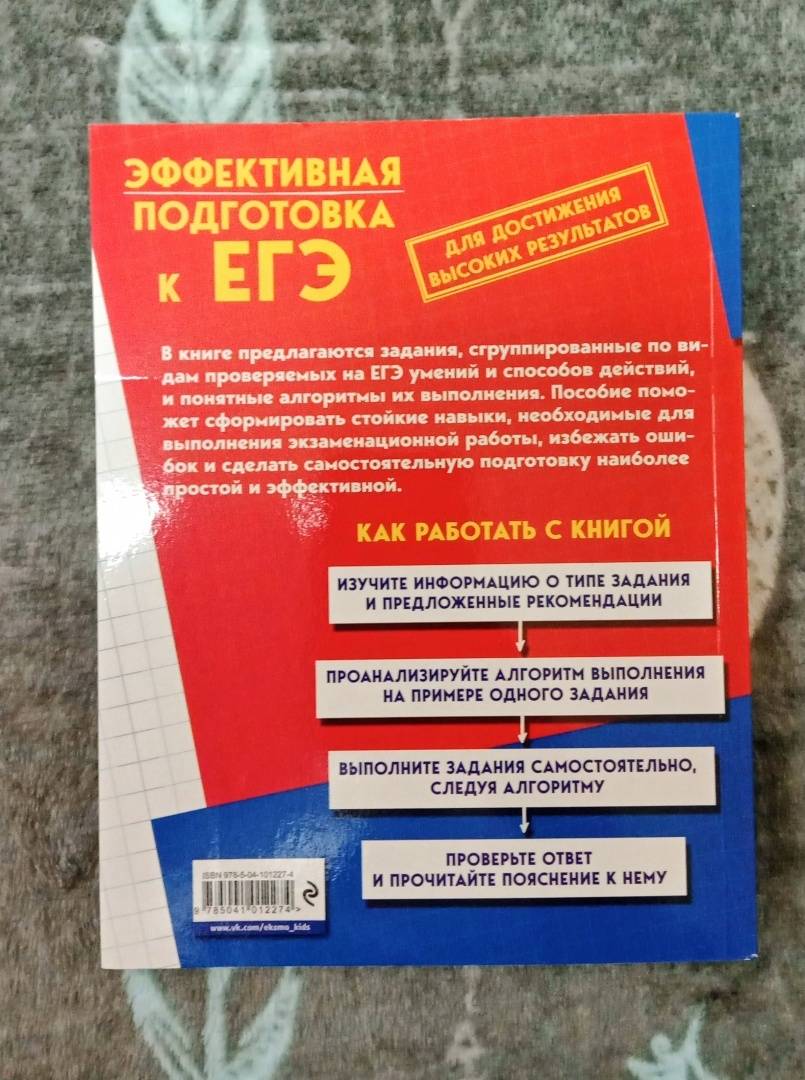 ЭФФЕКТИВНАЯ
ПОДГОТОВКА
К ЕГЭ
ДЛЯ ДОСТИЖЕНИЯ
ВЫСОКИХ РЕЗУЛЬТАТОВ
В книге предлагаются задания, сгруппированные по ви-
дам проверяемых на ЕГЭ умений и способов действий,
и понятные алгоритмы их выполнения. Пособие помо-
жет сформировать стойкие навыки, необходимые для
выполнения экзаменационной работы, избежать оши-
бок и сделать самостоятельную подготовку наиболее
простой и эффективной.
КАК РАБОТАТЬ С КНИГОЙ
ИЗУЧИТЕ ИНФОРМАЦИЮ О ТИПЕ ЗАДАНИЯ
И ПРЕДЛОЖЕННЫЕ РЕКОМЕНДАЦИИ
ПРОАНАЛИЗИРУЙТЕ АЛГОРИТМ ВЫПОЛНЕНИЯ
НА ПРИМЕРЕ ОДНОГО ЗАДАНИЯ
ВЫПОЛНИТЕ ЗАДАНИЯ САМОСТОЯТЕЛЬНО,
СЛЕДУЯ АЛГОРИТМУ
ПРОВЕРЬТЕ ОТВЕТ
И ПРОЧИТАЙТЕ ПОЯСНЕНИЕ К НЕМУ
ISBN 978-5-04-101227-4
9 785041 012274 >
www.vk.com/eksmo_kids